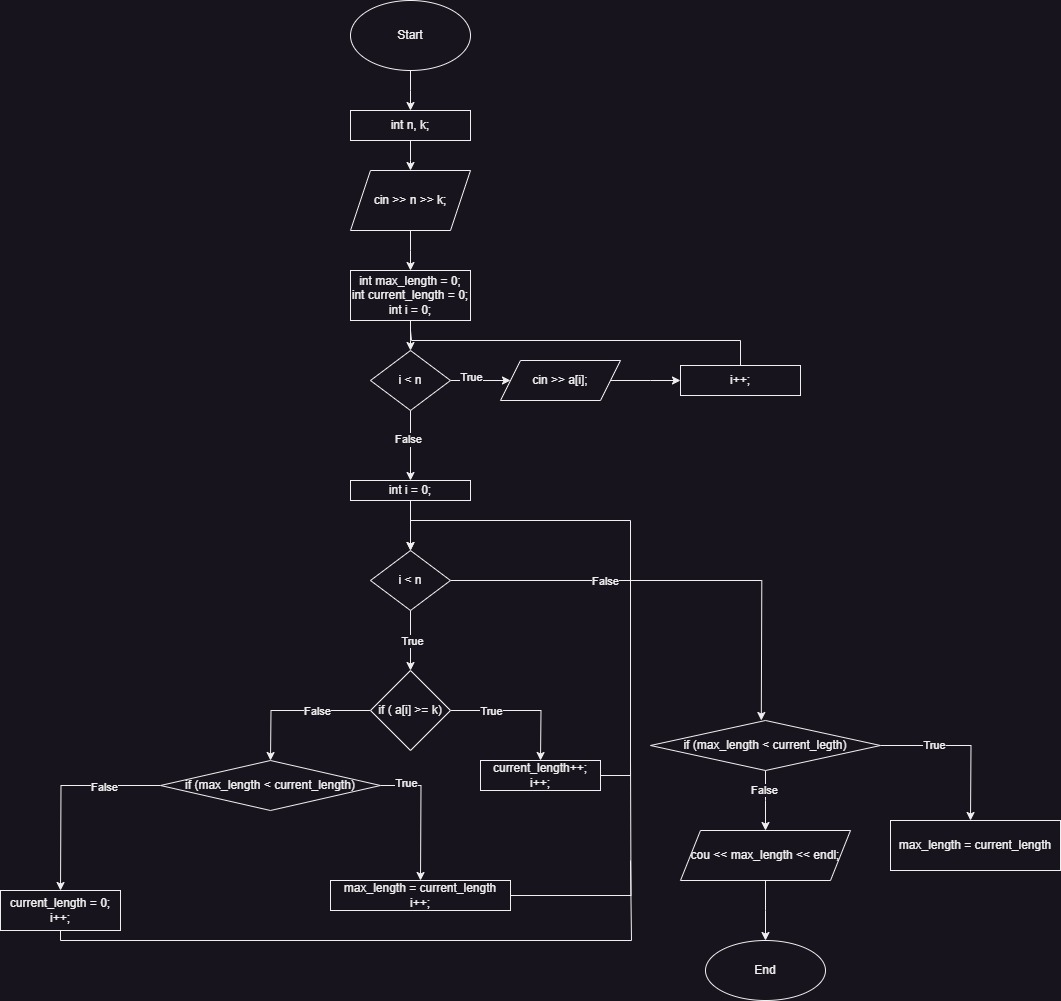 Start
int n, k;
cin >> n >> k;
int max_length = 0;
int current_length = 0;
int i = 0;
i < n
True
cin >> a[i];
i++;
False
int i = 0;
i < n
False
True
if ( a[i] >= k)
False
True
current_length++;
i++;
if (max_length < current_length)
False
True
current_length = 0;
i++;
max_length = current_length
i++;
if (max_length < current_legth)
True
False
max_length = current_length
cou << max_length << endl;
End